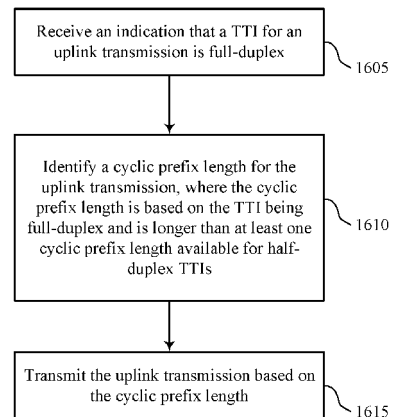 Receive an indication that a TTI for an
uplink transmission is full-duplex
1605
Identify a cyclic prefix length for the
uplink transmission, where the cyclic
prefix length is based on the TTI being
full-duplex and is longer than at least one
cyclic prefix length available for half-
duplex TTIs
1610
Transmit the uplink transmission based on
the cyclic prefix length
1615